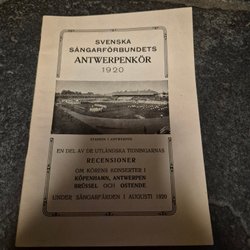 SVENSKA
SÅNGARFÖRBUNDETS
ANTWERPENKÖR
1920
STADION I ANTWERPEN
EN DEL AV DE UTLÄNDSKA TIDNINGARNAS
RECENSIONER
OM KÖRENS KONSERTER I
KÖPENHAMN, ANTWERPEN
BRÜSSEL OCH OSTENDE
UNDER SÅNGARFÄRDEN I AUGUSTI 1920